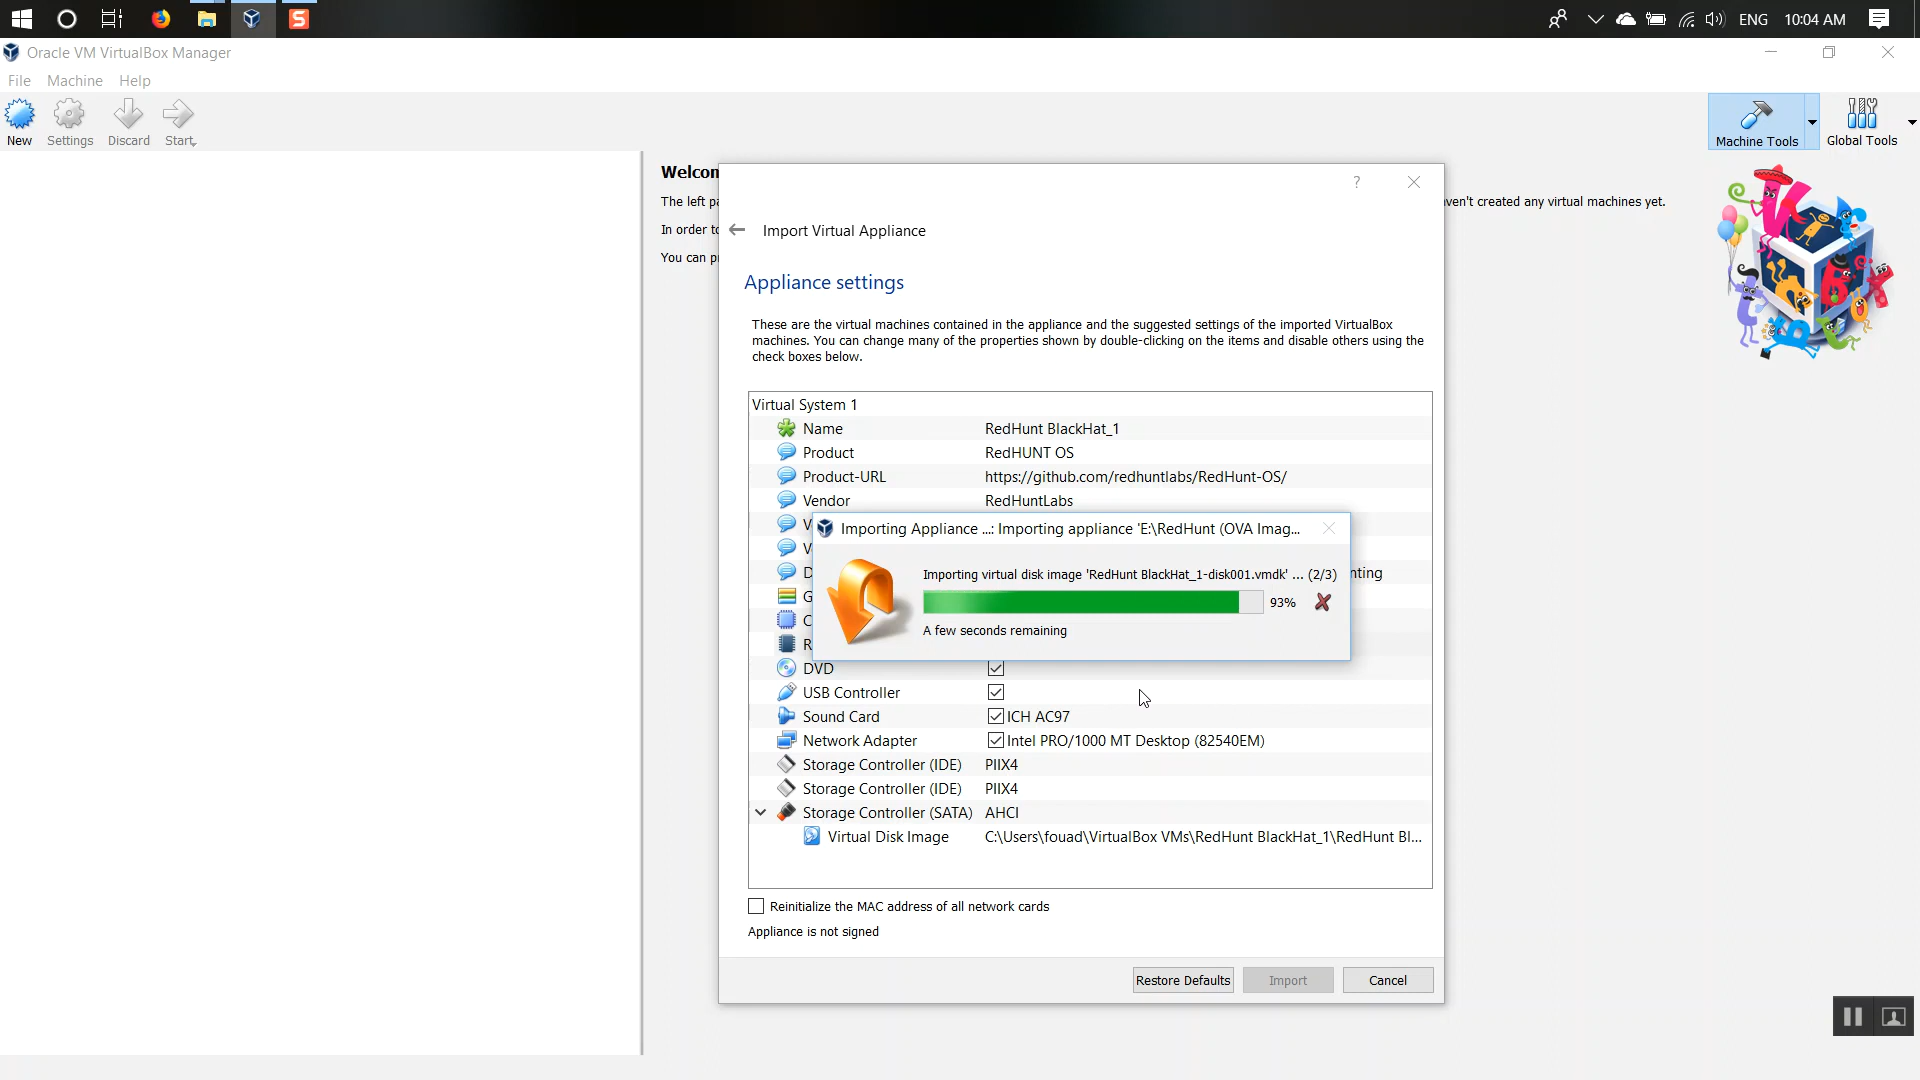 ENG
10:04 AM
Oracle VM VirtualBox Manager
File Machine Help
New Settings Discard Start
Machine Tools Global Tools
Welcon
The left pa
ven't created any virtual machines yet.
In order to
You can p
?
Import Virtual Appliance
Appliance settings
These are the virtual machines contained in the appliance and the suggested settings of the imported VirtualBox
machines. You can change many of the properties shown by double-clicking on the items and disable others using the
check boxes below.
Virtual System 1
Name RedHunt BlackHat_1
Product RedHUNT OS
Product-URL https://github.com/redhuntlabs/RedHunt-OS/
Vendor RedHuntLabs
V
V
D
nting
G
C
R
Importing Appliance ...: Importing appliance 'E:\RedHunt (OVA Imag...
Importing virtual disk image 'RedHunt BlackHat_1-disk001.vmdk' ... (2/3)
93%
A few seconds remaining
DVD
USB Controller
Sound Card ICH AC97
Network Adapter Intel PRO/1000 MT Desktop (82540EM)
Storage Controller (IDE) PIIX4
Storage Controller (IDE) PIIX4
Storage Controller (SATA) AHCI
Virtual Disk Image C:\Users\fouad\VirtualBox VMs\RedHunt BlackHat_1\RedHunt Bl...
Reinitialize the MAC address of all network cards
Appliance is not signed
Restore Defaults Import Cancel